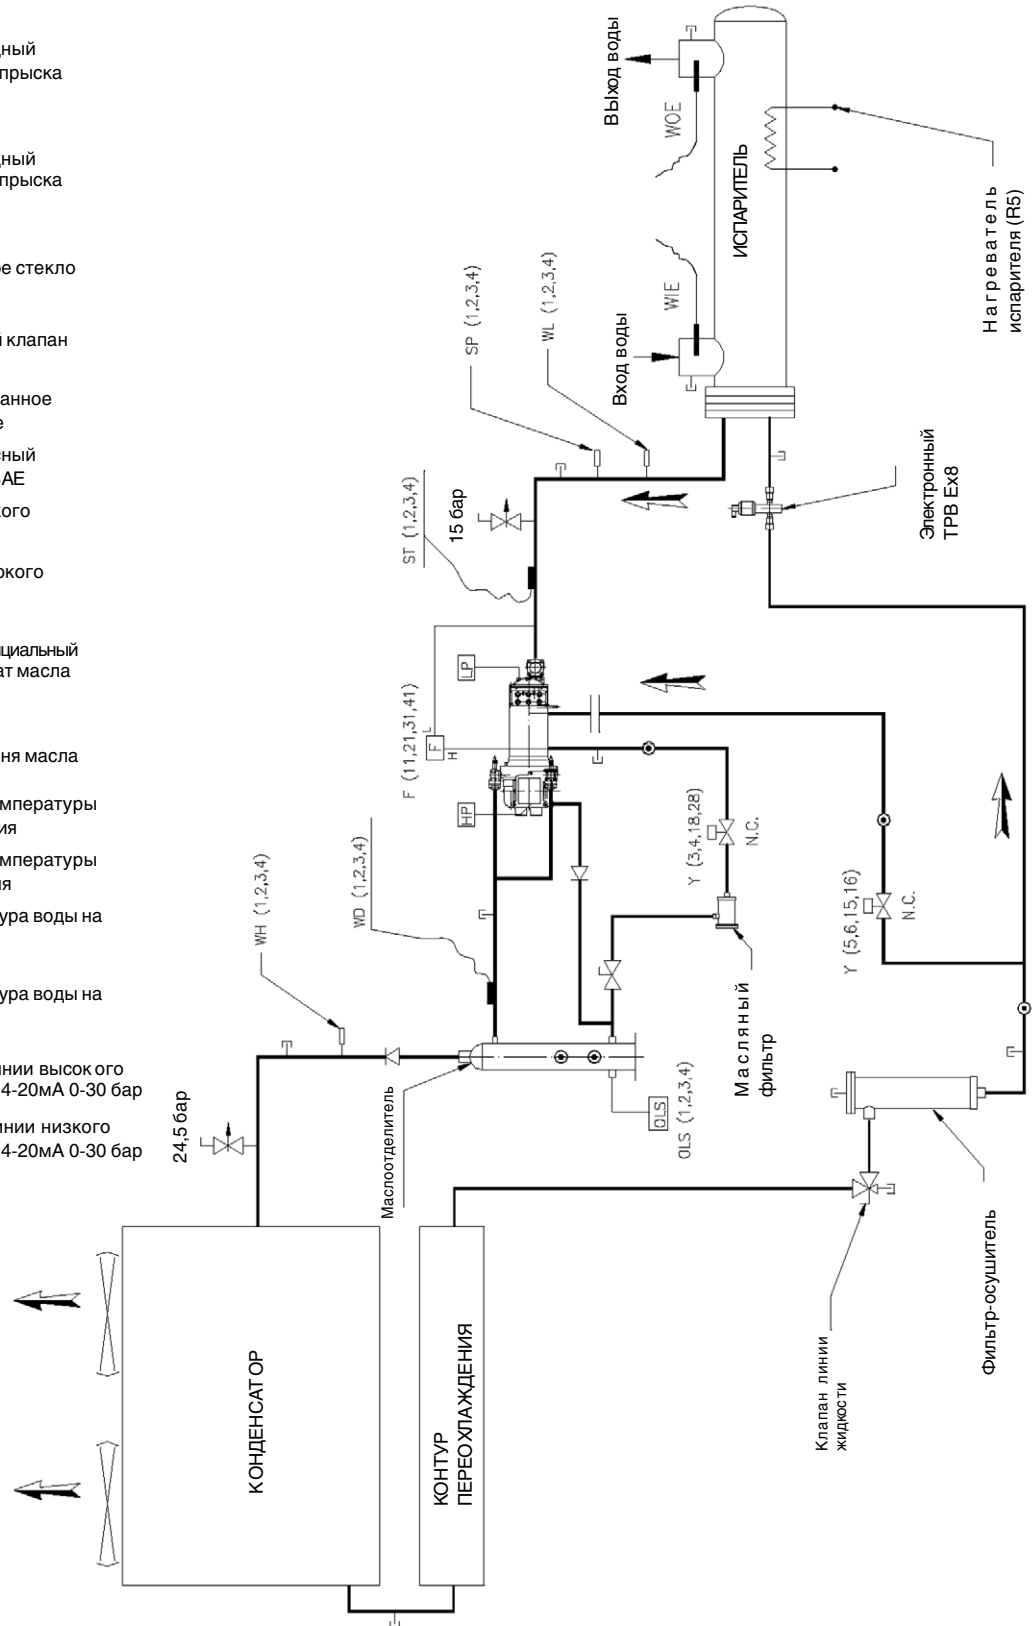 ный
прыска
ный
прыска
е стекло
клапан
анное
е
ный
АЕ
кого
окого
циальный
ат масла
ня масла
мпературы
ия
мпературы
ия
ура воды на
ура воды на
нии высокого
4-20мА 0-30 бар
нии низкого
4-20мА 0-30 бар
ВЫХОД ВОДЫ
WOE
ИСПАРИТЕЛЬ
Нагреватель
испарителя (R5)
WIE
Вход воды
SP (1,2,3,4)
WL (1,2,3,4)
ST (1,2,3,4)
15 бар
Электронный
ТРВ Ex8
F (11,21,31,41)
F
L
H
LP
HP
WH (1,2,3,4)
WD (1,2,3,4)
Y (3,4,18,28)
N.C.
Y (5,6,15,16)
N.C.
Масляный
фильтр
24,5 бар
Маслоотделитель
OLS
OLS (1,2,3,4)
КОНДЕНСАТОР
КОНТУР
ПЕРЕОХЛАЖДЕНИЯ
Клапан линии
жидкости
Фильтр-осушитель